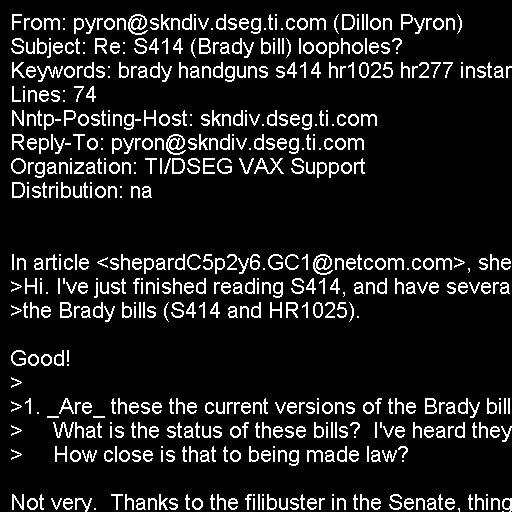 From: pyron@skndiv.dseg.ti.com (Dillon Pyron)
Subject: Re: S414 (Brady bill) loopholes?
Keywords: brady handguns s414 hr1025 hr277 instar
Lines: 74
Nntp-Posting-Host: skndiv.dseg.ti.com
Reply-To: pyron@skndiv.dseg.ti.com
Organization: TI/DSEG VAX Support
Distribution: na
In article <shepardC5p2y6.GC1@netcom.com>, she
>Hi. I've just finished reading S414, and have severa
>the Brady bills (S414 and HR1025).
Good!
>
>1. _Are_ these the current versions of the Brady bill
>     What is the status of these bills?  I've heard they
>     How close is that to being made law?
Not very.  Thanks to the filibuster in the Senate, thing